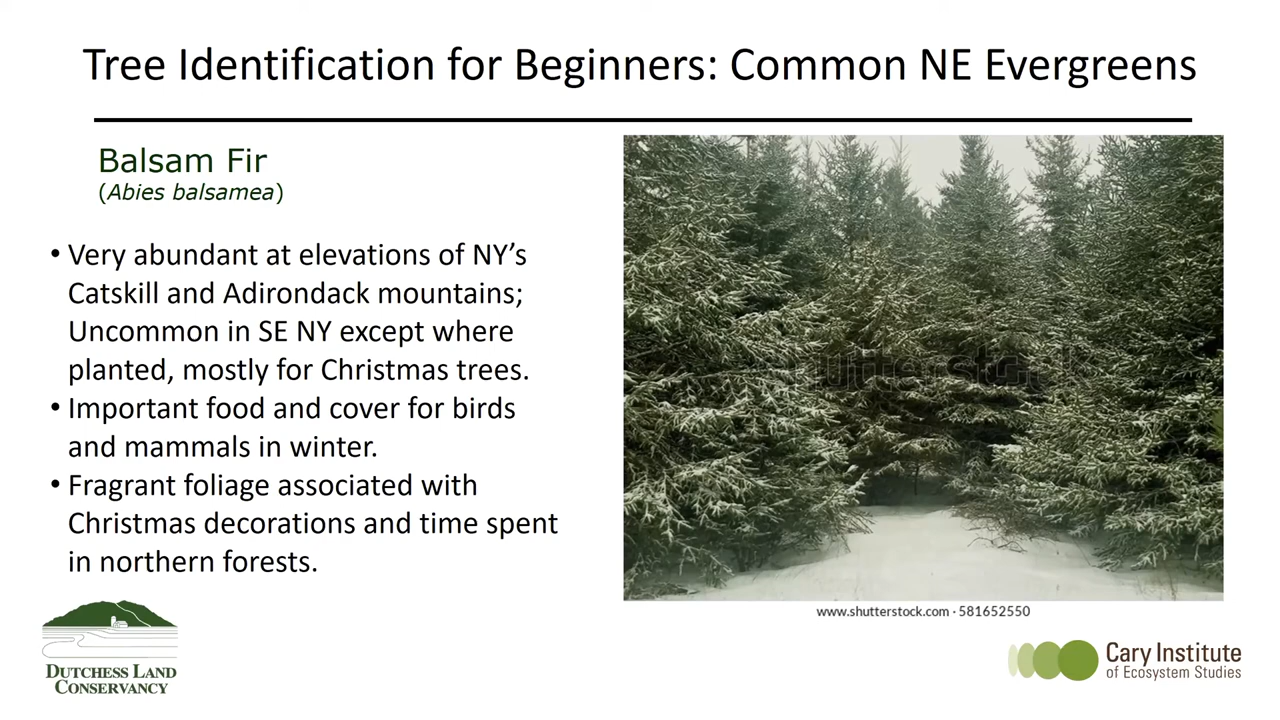 Tree Identification for Beginners: Common NE Evergreens
Balsam Fir
(Abies balsamea)
• Very abundant at elevations of NY’s
Catskill and Adirondack mountains;
Uncommon in SE NY except where
planted, mostly for Christmas trees.
• Important food and cover for birds
and mammals in winter.
• Fragrant foliage associated with
Christmas decorations and time spent
in northern forests.
shutterstock
www.shutterstock.com · 581652550
DUTCHESS LAND
CONSERVANCY
Cary Institute
of Ecosystem Studies